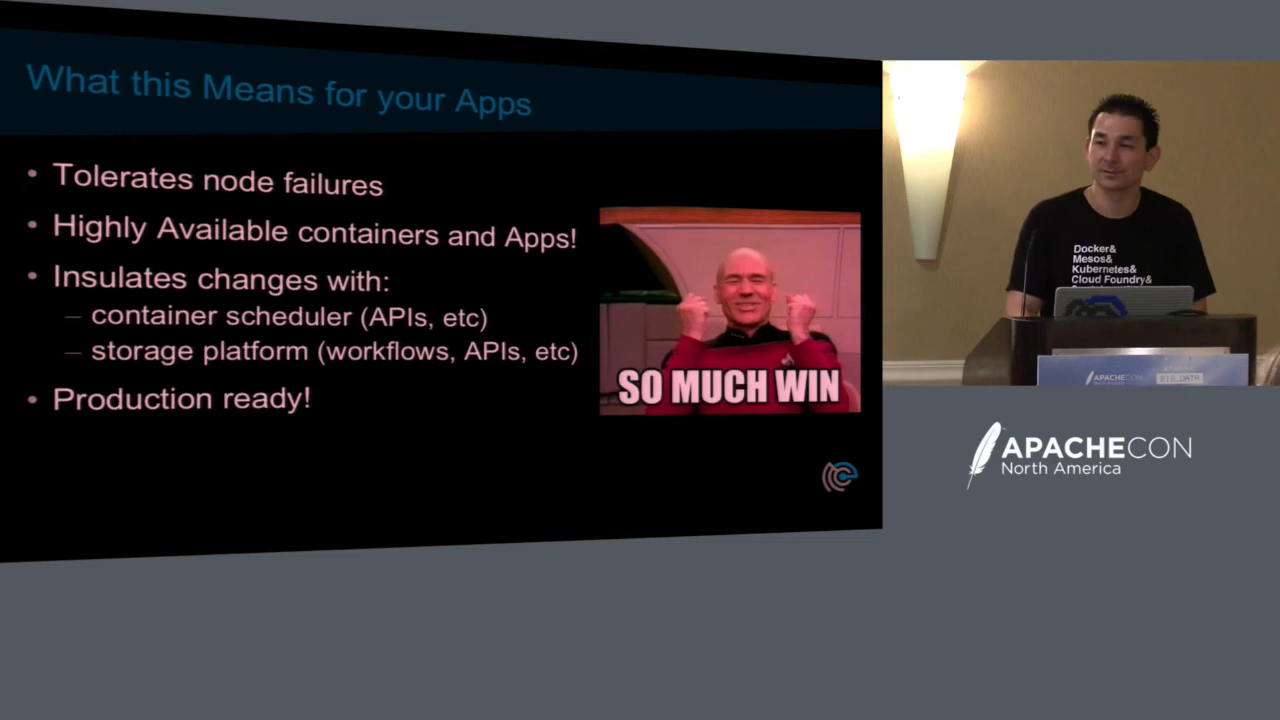 What this Means for your Apps
• Tolerates node failures
• Highly Available containers and Apps!
• Insulates changes with:
– container scheduler (APIs, etc)
– storage platform (workflows, APIs, etc)
• Production ready!
SO MUCH WIN
Docker&
Mesos&
Kubernetes&
Cloud Foundry&
APACHECON
BIG_DATA
APACHECON
North America